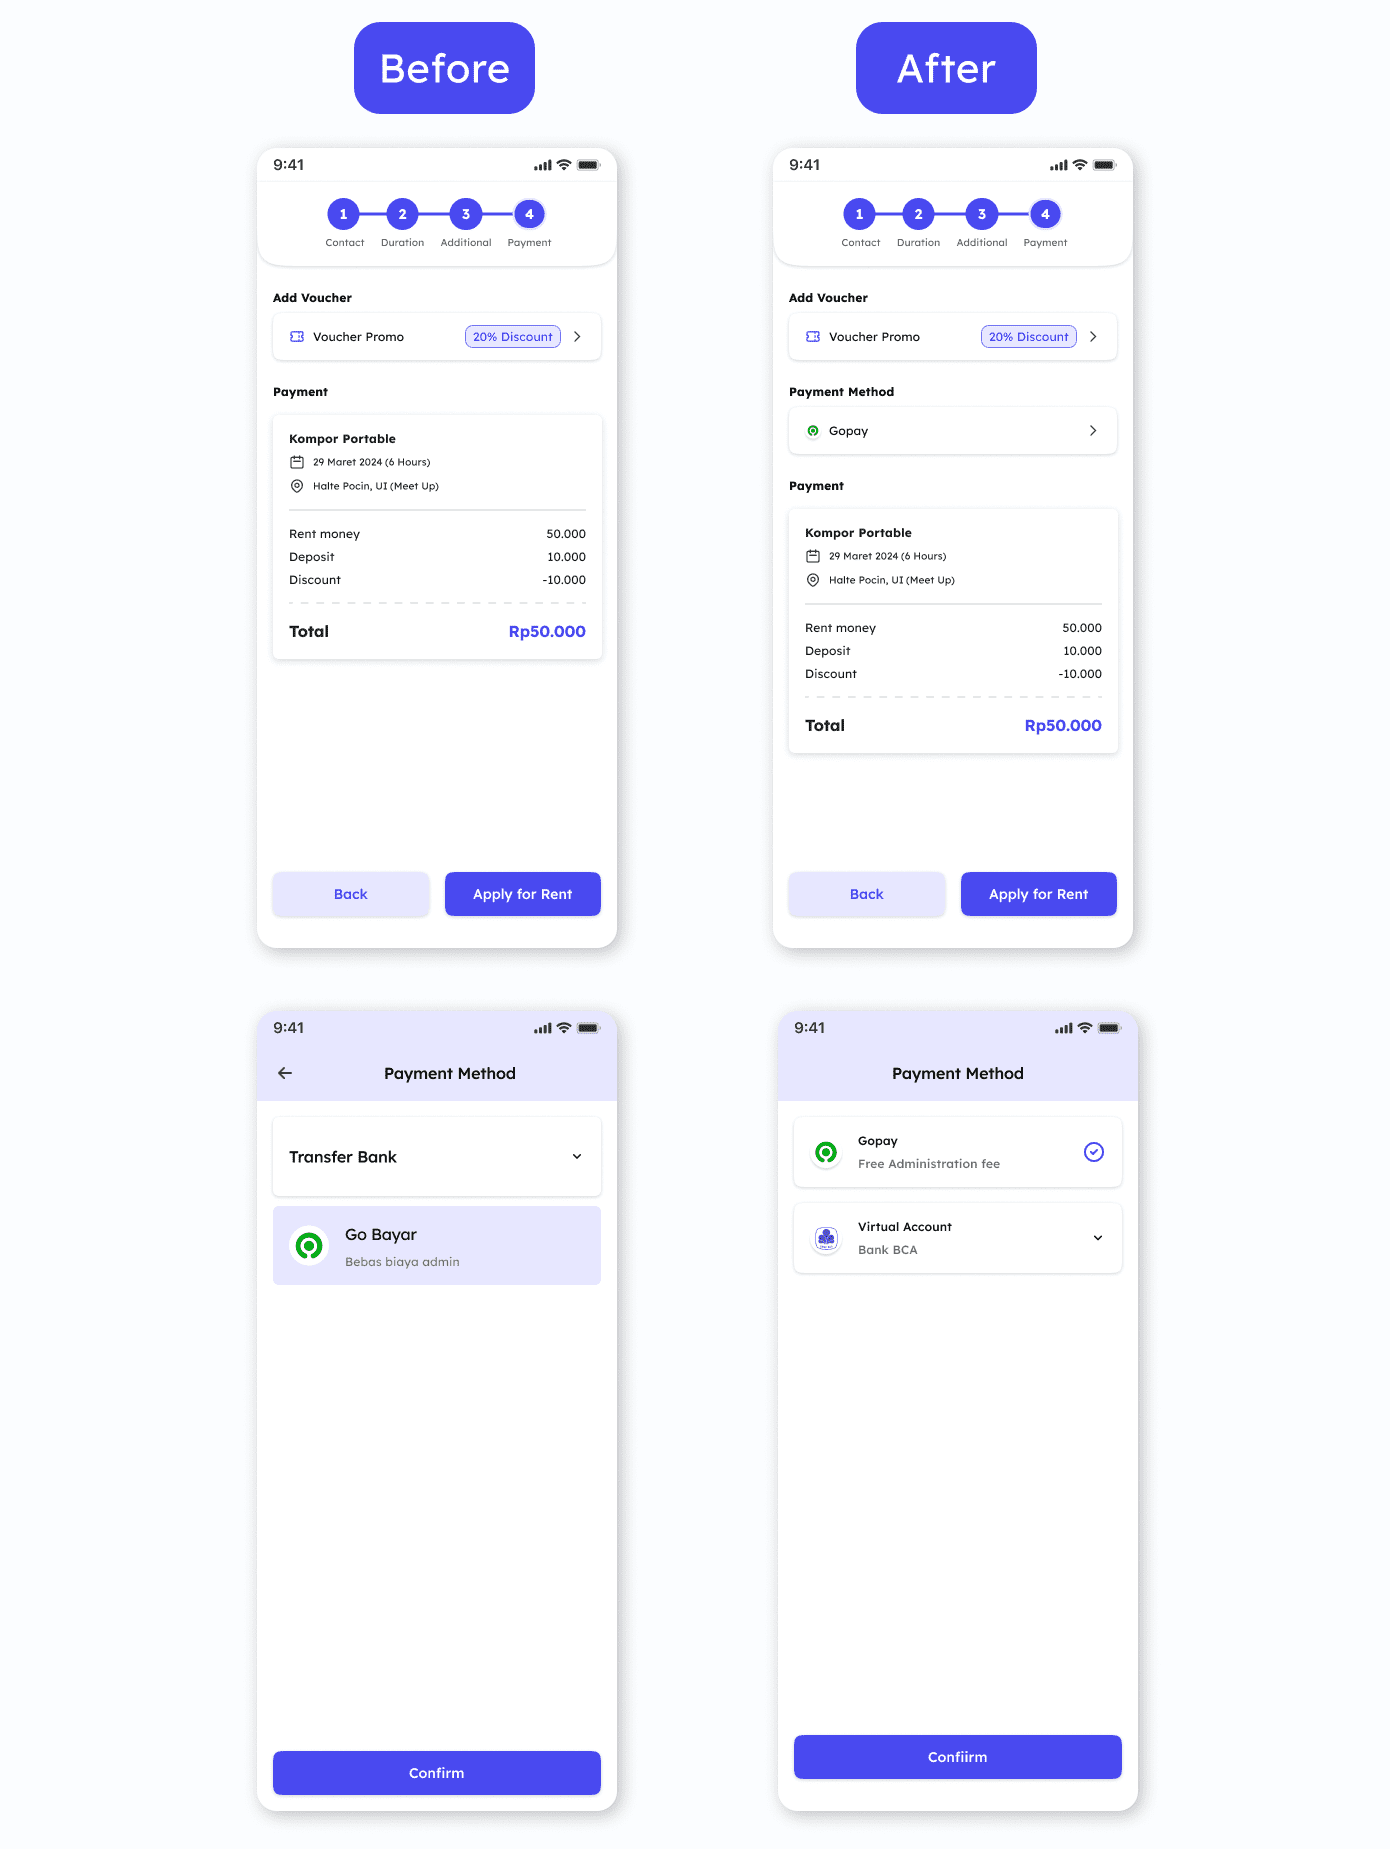 Before
After
9:41
1 2 3 4
Contact Duration Additional Payment
Add Voucher
Voucher Promo 20% Discount
Payment
Kompor Portable
29 Maret 2024 (6 Hours)
Halte Pocin, UI (Meet Up)
Rent money 50.000
Deposit 10.000
Discount -10.000
Total Rp50.000
Back Apply for Rent
9:41
1 2 3 4
Contact Duration Additional Payment
Add Voucher
Voucher Promo 20% Discount
Payment Method
Gopay
Payment
Kompor Portable
29 Maret 2024 (6 Hours)
Halte Pocin, UI (Meet Up)
Rent money 50.000
Deposit 10.000
Discount -10.000
Total Rp50.000
Back Apply for Rent
9:41
Payment Method
Transfer Bank
Go Bayar
Bebas biaya admin
Confirm
9:41
Payment Method
Gopay
Free Administration fee
Virtual Account
Bank BCA
Confiirm